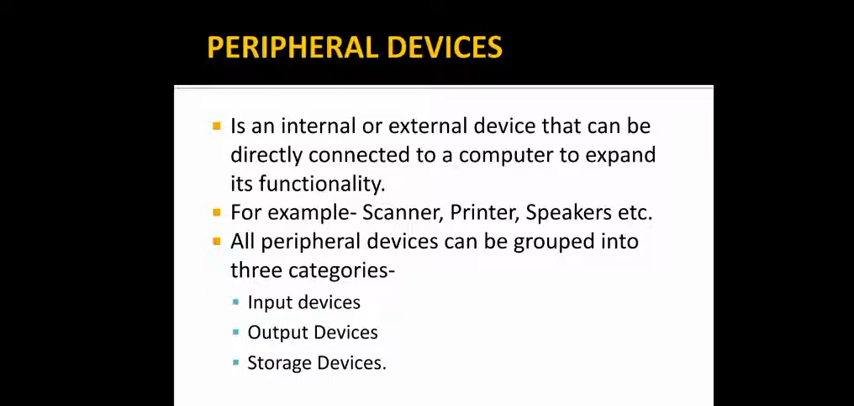 PERIPHERAL DEVICES
Is an internal or external device that can be
directly connected to a computer to expand
its functionality.
For example- Scanner, Printer, Speakers etc.
All peripheral devices can be grouped into
three categories-
Input devices
Output Devices
Storage Devices.